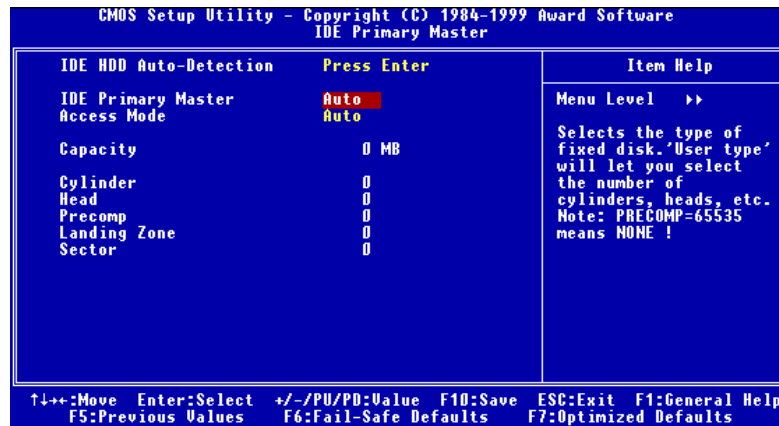 CMOS Setup Utility - Copyright (C) 1984-1999 Award Software
IDE Primary Master
IDE HDD Auto-Detection Press Enter
IDE Primary Master Auto
Access Mode Auto
Capacity 0 MB
Cylinder 0
Head 0
Precomp 0
Landing Zone 0
Sector 0
Item Help
Menu Level ▸▸
Selects the type of
fixed disk.'User type'
will let you select
the number of
cylinders, heads, etc.
Note: PRECOMP=65535
means NONE !
↑↓→←:Move Enter:Select +/-/PU/PD:Value F10:Save ESC:Exit F1:General Help
F5:Previous Values F6:Fail-Safe Defaults F7:Optimized Defaults